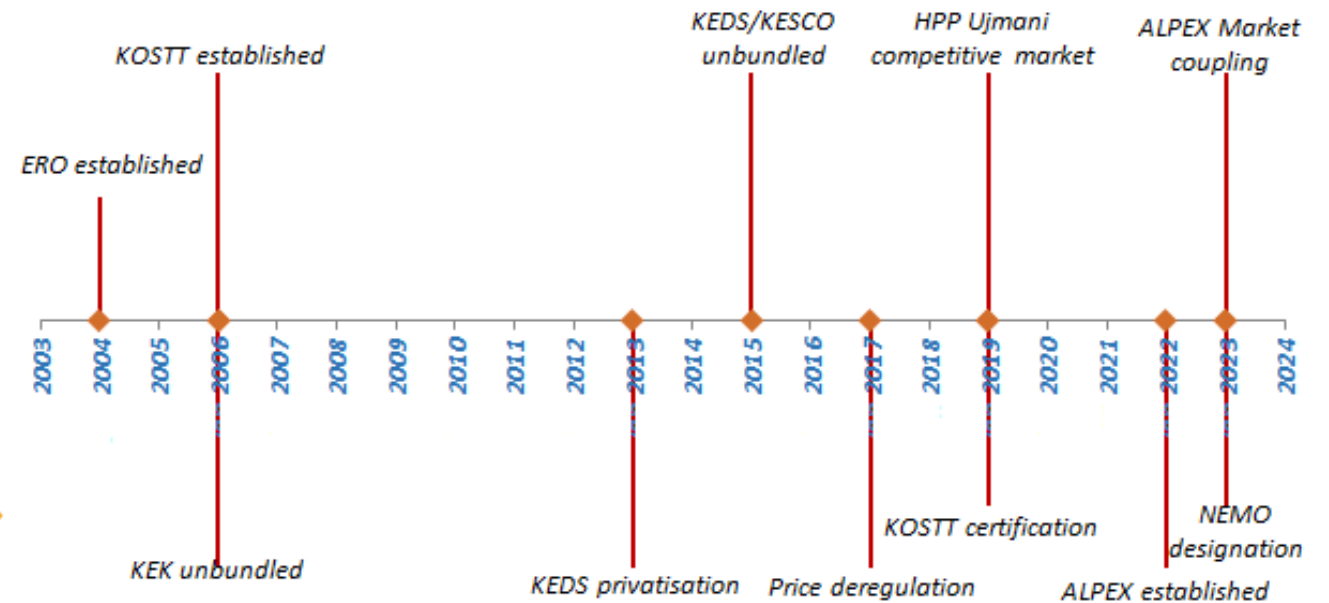 KEDS/KESCO
unbundled
HPP Ujmani
competitive market
ALPEX Market
coupling
KOSTT established
ERO established
2003
2004
2005
2006
2007
2008
2009
2010
2011
2012
2013
2014
2015
2016
2017
2018
2019
2020
2021
2022
2023
2024
KOSTT certification
NEMO
designation
KEK unbundled
KEDS privatisation
Price deregulation
ALPEX established